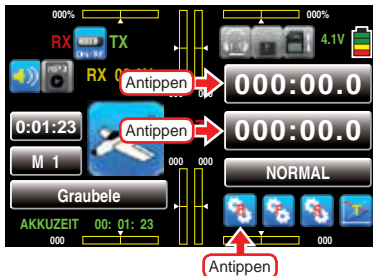 000% 000%
RX TX 4.1V
RX
Antippen 000:00.0
0:01:23 Antippen 000:00.0
M 1 000 000 NORMAL
Graubele
AKKUZEIT 00: 01: 23
000 000
Antippen